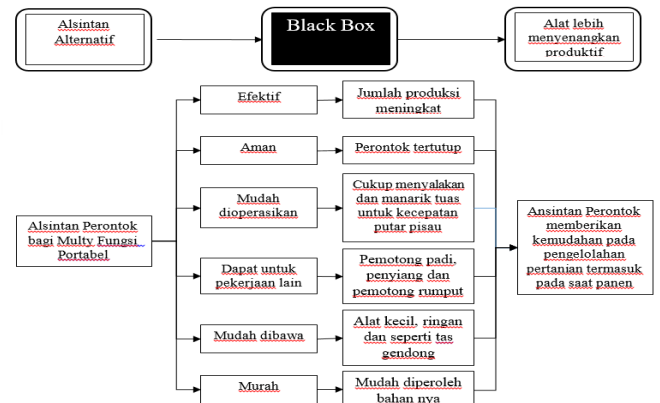 Alsintan
Alternatif
Black Box
Alat lebih
menyenangkan
produktif
Alsintan Perontok
bagi Multy Fungsi
Portabel
Efektif
Jumlah produksi
meningkat
Aman
Perontok tertutup
Mudah
dioperasikan
Cukup menyalakan
dan manarik tuas
untuk kecepatan
putar pisau
Dapat untuk
pekerjaan lain
Pemotong padi,
penyiang dan
pemotong rumput
Mudah dibawa
Alat kecil, ringan
dan seperti tas
gendong
Murah
Mudah diperoleh
bahan nya
Ansintan Perontok
memberikan
kemudahan pada
pengelolahan
pertanian termasuk
pada saat panen